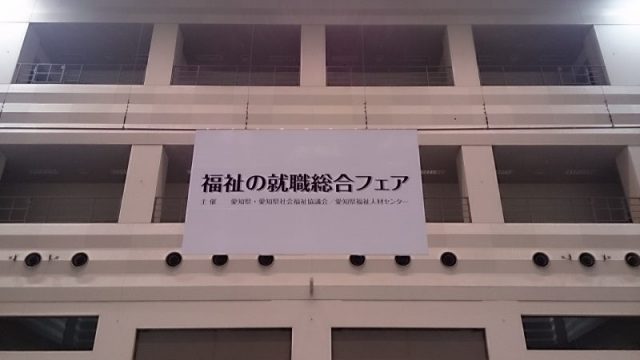 福祉の就職総合フェア
主催 愛知県・愛知県社会福祉協議会/愛知県福祉人材センター